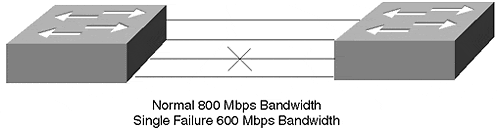 Normal 800 Mbps Bandwidth
Single Failure 600 Mbps Bandwidth